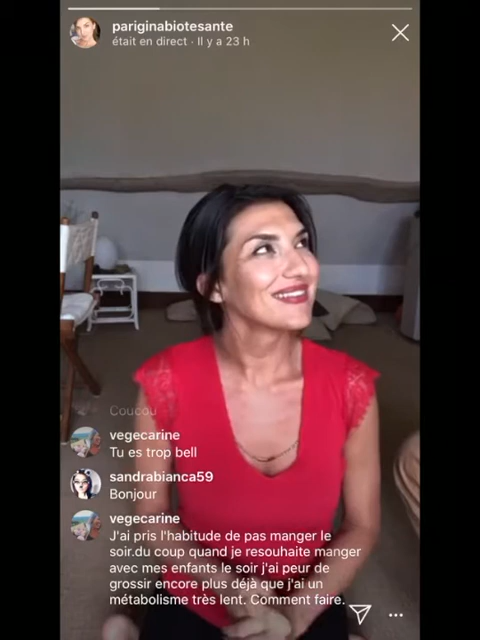 pariginabiotesante
était en direct · Il y a 23 h
Coucou
vegecarine
Tu es trop bell
sandrabianca59
Bonjour
vegecarine
J'ai pris l'habitude de pas manger le
soir.du coup quand je resouhaite manger
avec mes enfants le soir j'ai peur de
grossir encore plus déjà que j'ai un
métabolisme très lent. Comment faire.